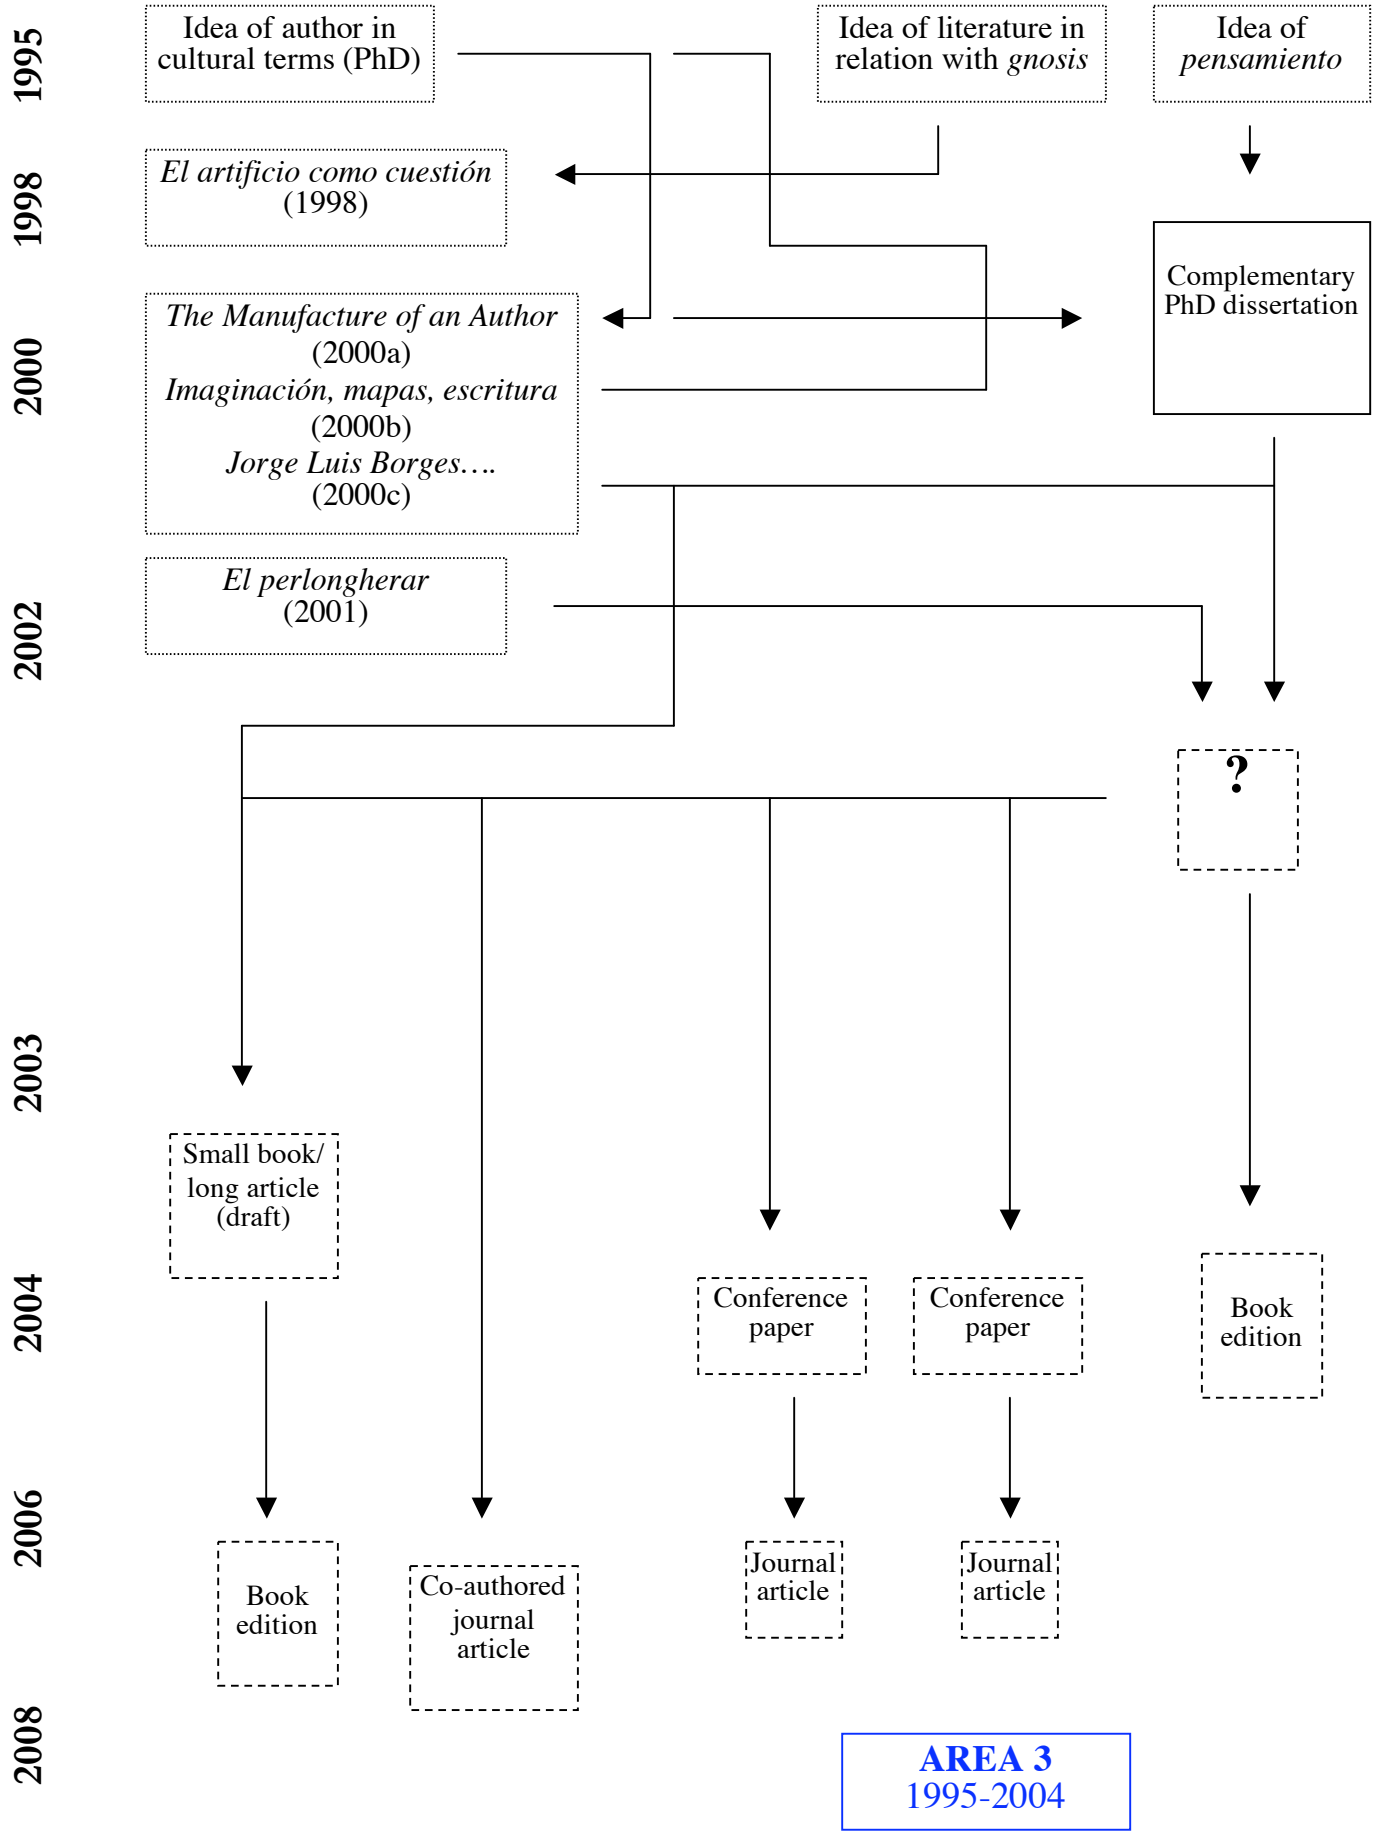 1995
Idea of author in
cultural terms (PhD)
Idea of literature in
relation with gnosis
Idea of
pensamiento
1998
El artificio como cuestión
(1998)
Complementary
PhD dissertation
2000
The Manufacture of an Author
(2000a)
Imaginación, mapas, escritura
(2000b)
Jorge Luis Borges….
(2000c)
2002
El perlongherar
(2001)
?
2003
Small book/
long article
(draft)
2004
Conference
paper
Conference
paper
Book
edition
2006
Book
edition
Co-authored
journal
article
Journal
article
Journal
article
2008
AREA 3
1995-2004